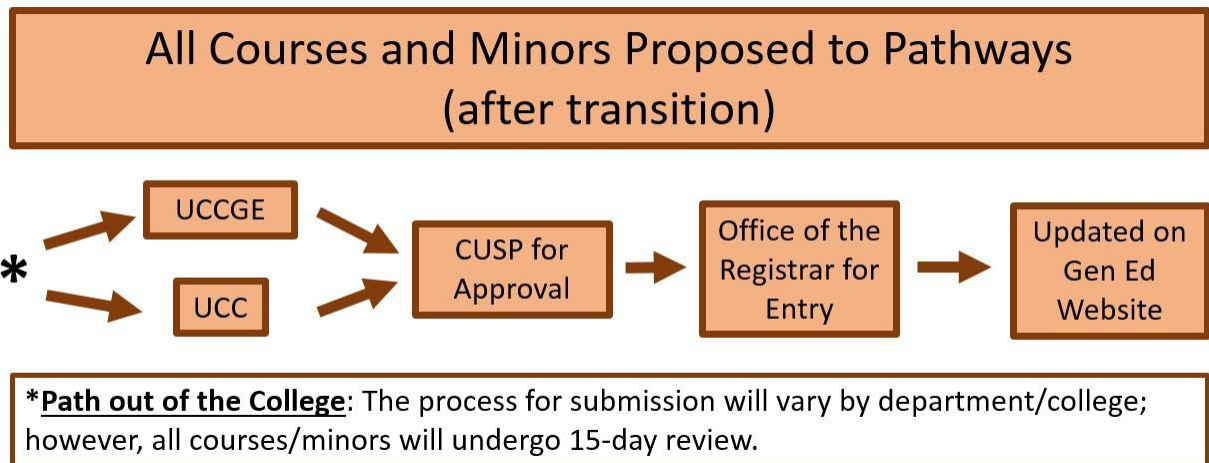 All Courses and Minors Proposed to Pathways
(after transition)
UCCGE
*
UCC
CUSP for
Approval
Office of the
Registrar for
Entry
Updated on
Gen Ed
Website
*Path out of the College: The process for submission will vary by department/college;
however, all courses/minors will undergo 15-day review.